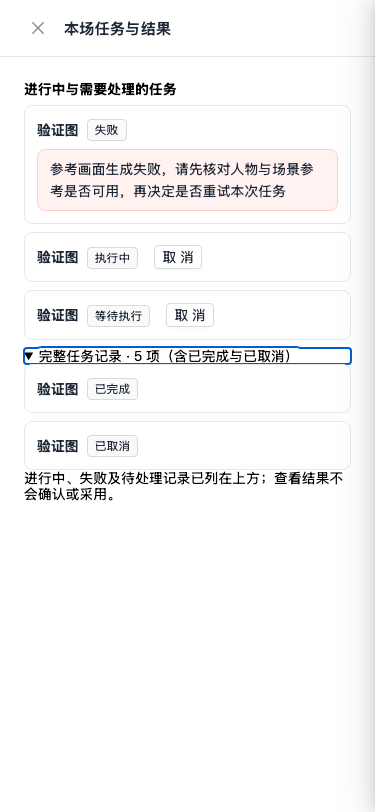 本场任务与结果
进行中与需要处理的任务
验证图 失败
参考画面生成失败，请先核对人物与场景参
考是否可用，再决定是否重试本次任务
验证图 执行中 取 消
验证图 等待执行 取 消
▼ 完整任务记录 · 5 项（含已完成与已取消）
验证图 已完成
验证图 已取消
进行中、失败及待处理记录已列在上方；查看结果不
会确认或采用。